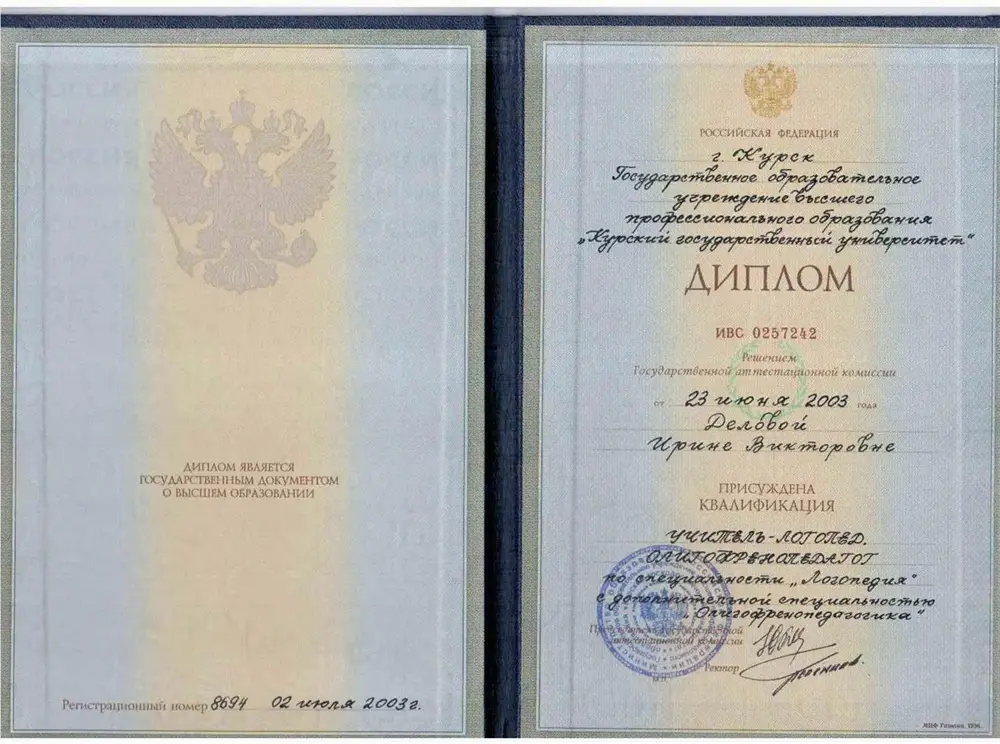 ДИПЛОМ ЯВЛЯЕТСЯ
ГОСУДАРСТВЕННЫМ ДОКУМЕНТОМ
О ВЫСШЕМ ОБРАЗОВАНИИ
Регистрационный номер 8694 02 июля 2003г.
РОССИЙСКАЯ ФЕДЕРАЦИЯ
г. Курск
Государственное образовательное
учреждение высшего
профессионального образования
„Курский государственный университет"
ДИПЛОМ
ИВС 0257242
Решением
Государственной аттестационной комиссии
от 23 июня 2003 года
Деловой
Ирине Викторовне
ПРИСУЖДЕНА
КВАЛИФИКАЦИЯ
УЧИТЕЛЬ-ЛОГОПЕД.
ОЛИГОФРЕНОПЕДАГОГ
по специальности „Логопедия"
с дополнительной специальностью
„Олигофренопедагогика"
Председатель Государственной
аттестационной комиссии
Ректор